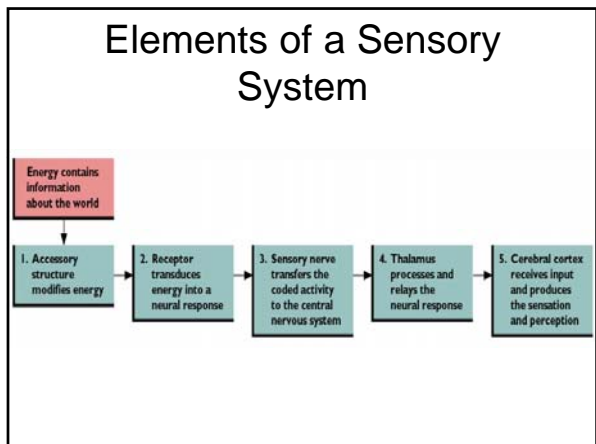 Elements of a Sensory
System
Energy contains
information
about the world
1. Accessory
structure
modifies energy
2. Receptor
transduces
energy into a
neural response
3. Sensory nerve
transfers the
coded activity
to the central
nervous system
4. Thalamus
processes and
relays the
neural response
5. Cerebral cortex
receives input
and produces
the sensation
and perception